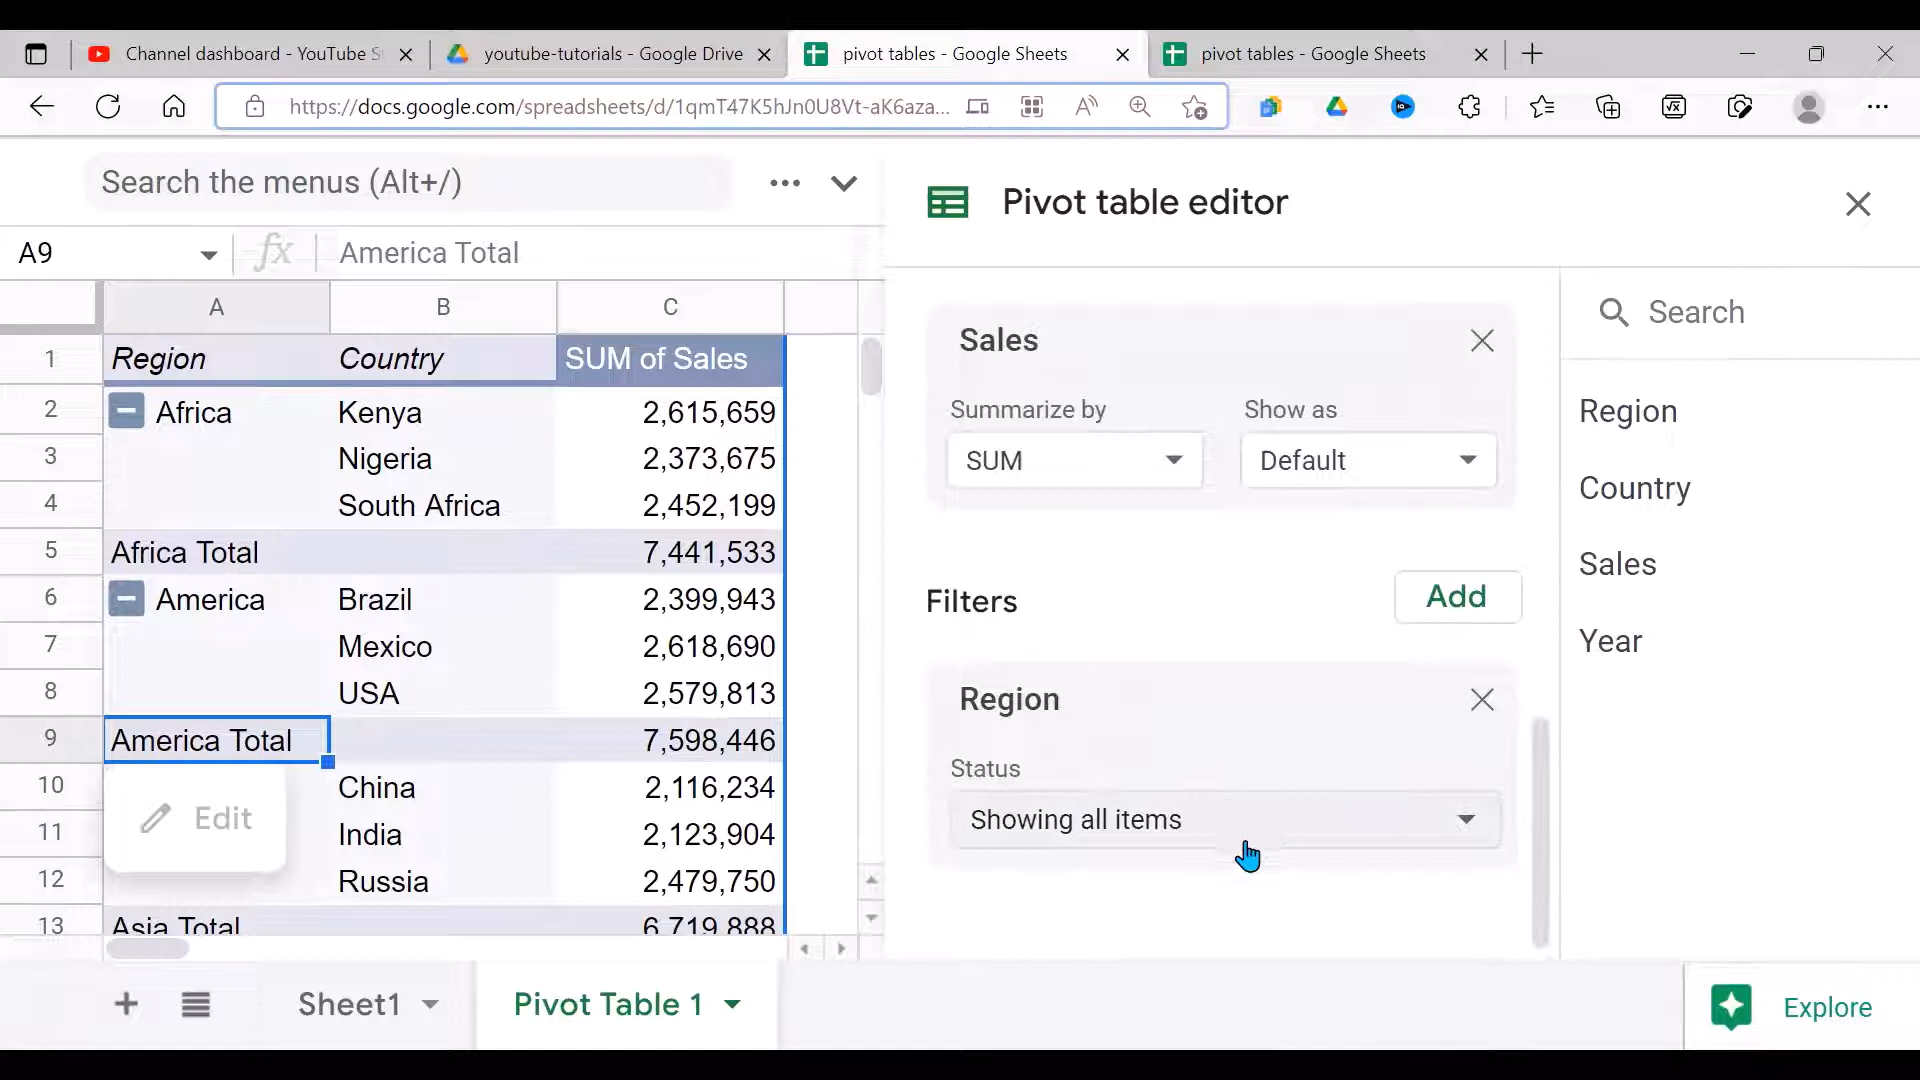 Channel dashboard - YouTube S
youtube-tutorials - Google Drive
pivot tables - Google Sheets
pivot tables - Google Sheets
https://docs.google.com/spreadsheets/d/1qmT47K5hJn0U8Vt-aK6aza...
Search the menus (Alt+/)
A9
fx
America Total
A B C
1 Region Country SUM of Sales
2 Africa Kenya 2,615,659
3 Nigeria 2,373,675
4 South Africa 2,452,199
5 Africa Total 7,441,533
6 America Brazil 2,399,943
7 Mexico 2,618,690
8 USA 2,579,813
9 America Total 7,598,446
10 China 2,116,234
Edit
11 India 2,123,904
12 Russia 2,479,750
13 Asia Total 6,719,888
Sheet1
Pivot Table 1
Pivot table editor
Sales
Summarize by Show as
SUM Default
Filters Add
Region
Status
Showing all items
Search
Region
Country
Sales
Year
Explore